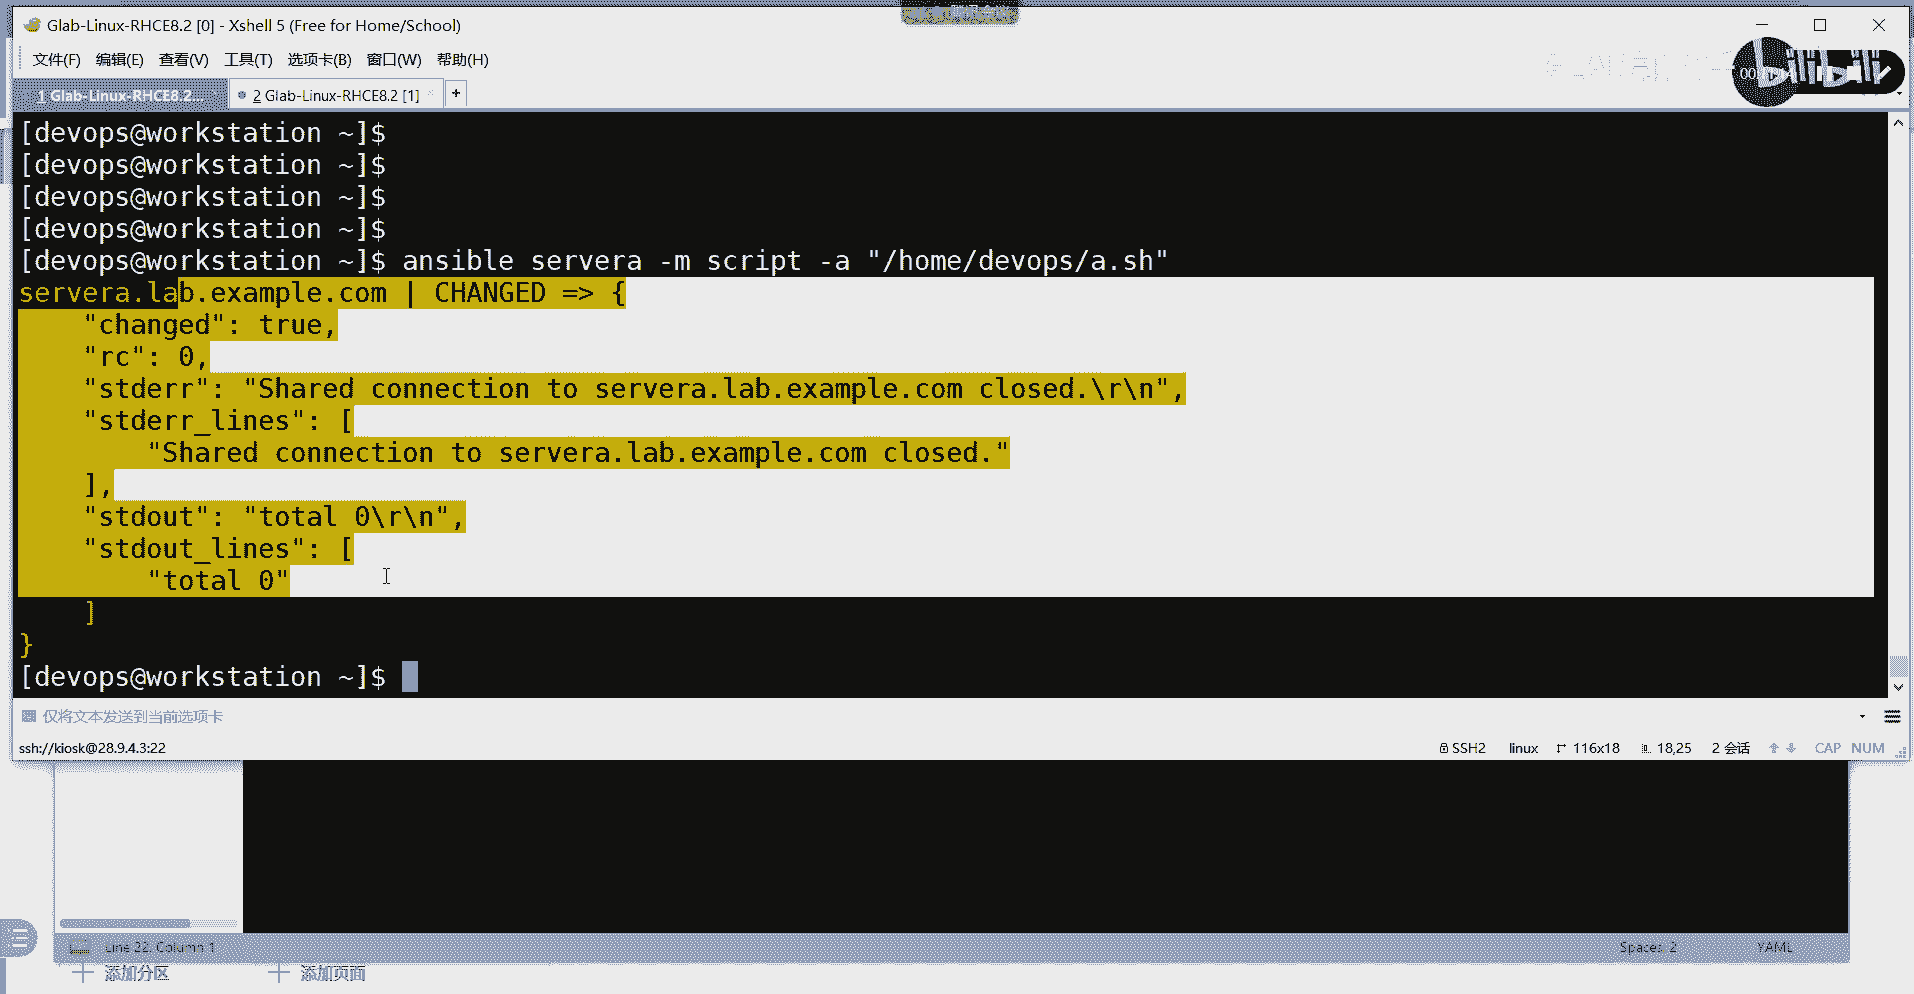 Glab-Linux-RHCE8.2 [0] - Xshell 5 (Free for Home/School)
文件(F) 编辑(E) 查看(V) 工具(T) 选项卡(B) 窗口(W) 帮助(H)
bilibili
1 Glab-Linux-RHCE8.2... 2 Glab-Linux-RHCE8.2 [1] × +
[devops@workstation ~]$
[devops@workstation ~]$
[devops@workstation ~]$
[devops@workstation ~]$
[devops@workstation ~]$ ansible servera -m script -a "/home/devops/a.sh"
servera.lab.example.com | CHANGED => {
    "changed": true,
    "rc": 0,
    "stderr": "Shared connection to servera.lab.example.com closed.\r\n",
    "stderr_lines": [
        "Shared connection to servera.lab.example.com closed."
    ],
    "stdout": "total 0\r\n",
    "stdout_lines": [
        "total 0"
    ]
}
[devops@workstation ~]$
仅将文本发送到当前选项卡
ssh://kiosk@28.9.4.3:22 SSH2 linux 116x18 18,25 2 会话 CAP NUM
Line 22, Column 1 Spaces: 2 YAML
添加分区 添加页面